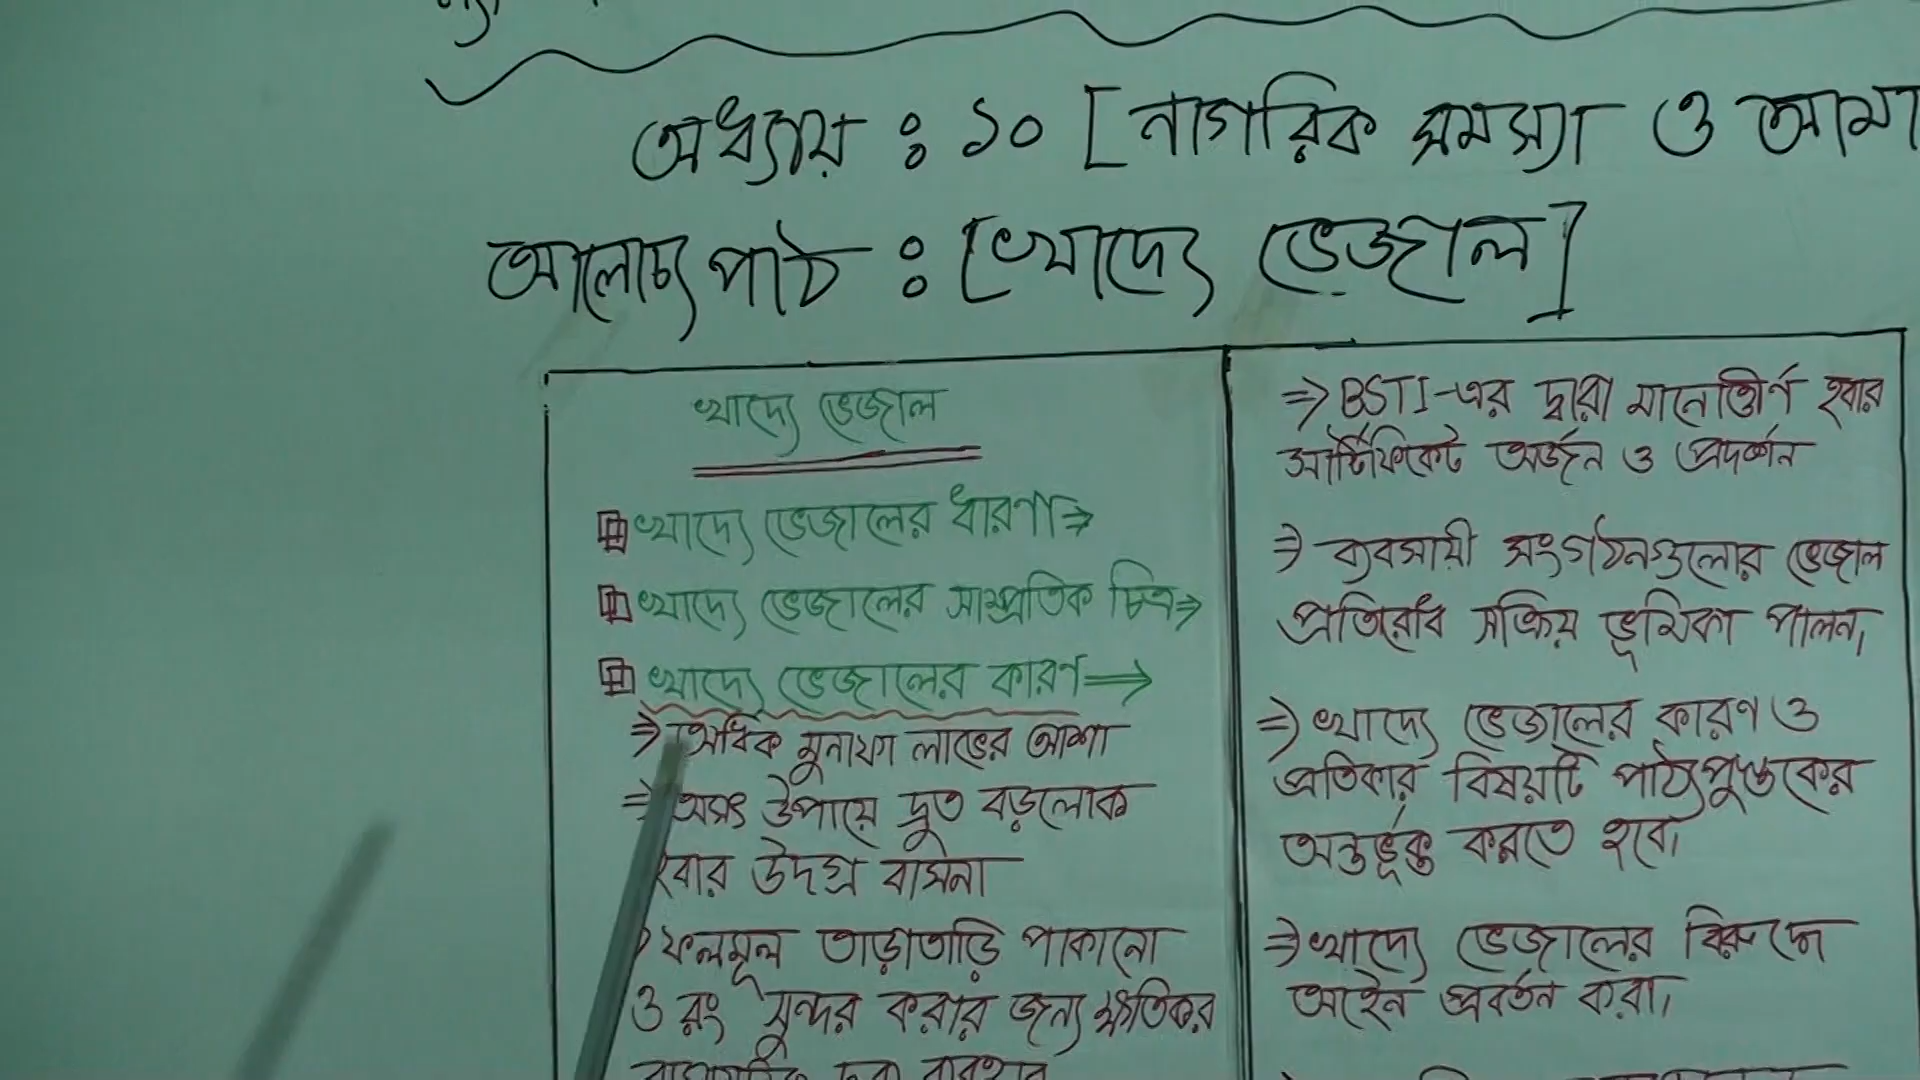 অধ্যায় : ১০ [ নাগরিক সমস্যা ও আমা
আলোচ্য পাঠ : [খাদ্যে ভেজাল]
খাদ্যে ভেজাল
খাদ্যে ভেজালের ধারণা⇒
খাদ্যে ভেজালের সাম্প্রতিক চিত্র⇒
খাদ্যে ভেজালের কারণ⇒
⇒ অধিক মুনাফা লাভের আশা
⇒ অসৎ উপায়ে দ্রুত বড়লোক
হবার উদগ্র বাসনা
ফলমূল তাড়াতাড়ি পাকানো
ও রং সুন্দর করার জন্য ক্ষতিকর
⇒ BSTI-এর দ্বারা মানোত্তীর্ণ হবার
সার্টিফিকেট অর্জন ও প্রদর্শন
⇒ ব্যবসায়ী সংগঠনগুলোর ভেজাল
প্রতিরোধ সক্রিয় ভূমিকা পালন।
⇒ খাদ্যে ভেজালের কারণ ও
প্রতিকার বিষয়টি পাঠ্যপুস্তকের
অন্তর্ভূক্ত করতে হবে।
⇒ খাদ্যে ভেজালের বিরুদ্ধে
আইন প্রবর্তন করা।